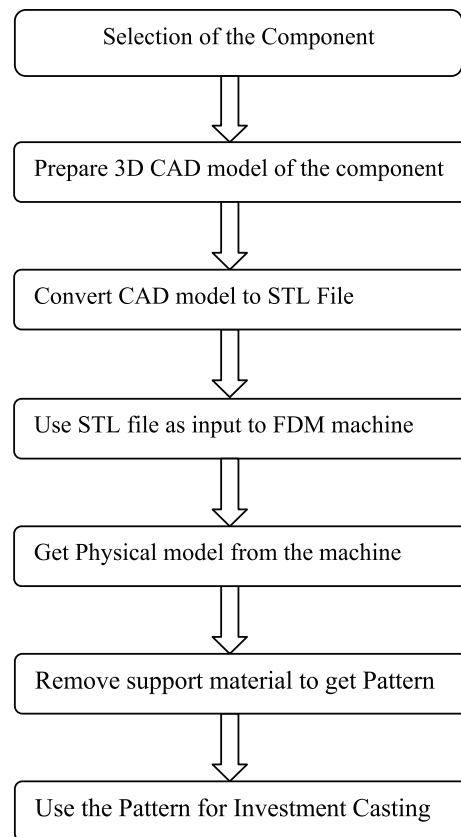 Selection of the Component
Prepare 3D CAD model of the component
Convert CAD model to STL File
Use STL file as input to FDM machine
Get Physical model from the machine
Remove support material to get Pattern
Use the Pattern for Investment Casting